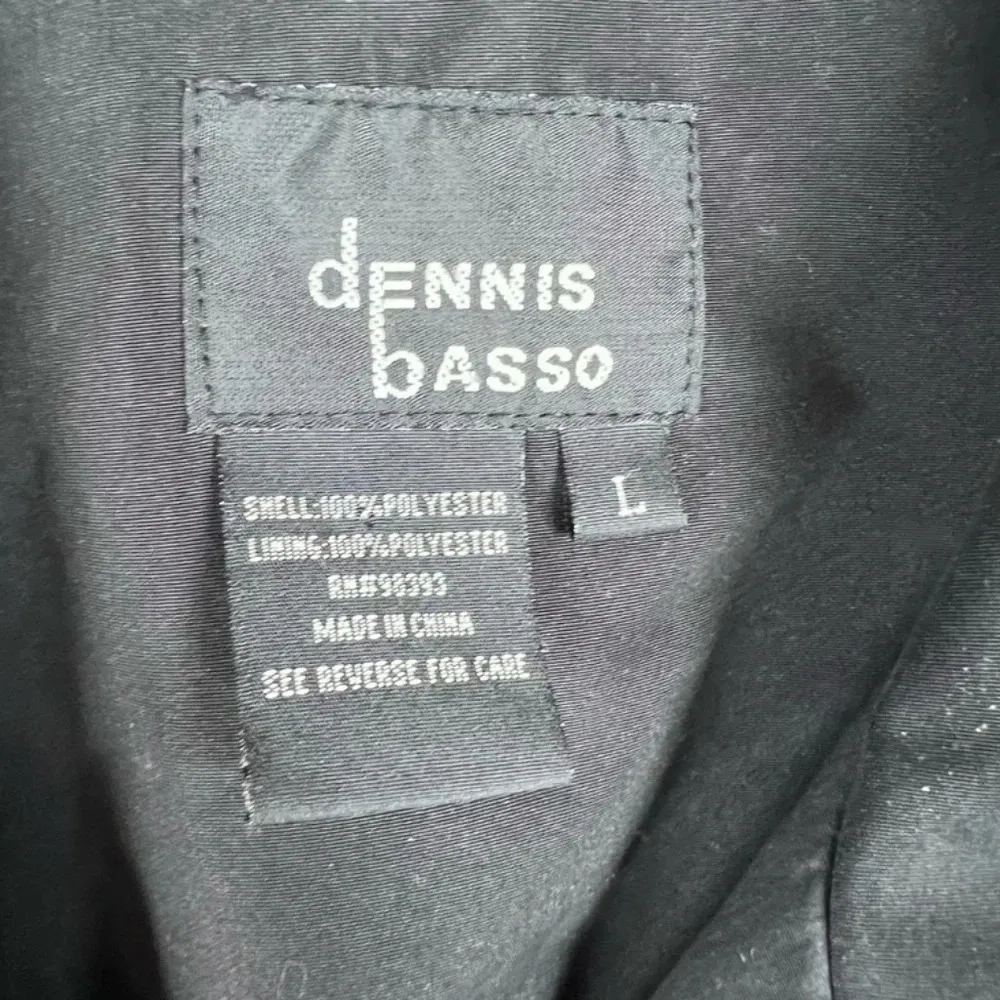 dENNIS
bASSO
L
SHELL:100%POLYESTER
LINING:100%POLYESTER
RN#98393
MADE IN CHINA
SEE REVERSE FOR CARE